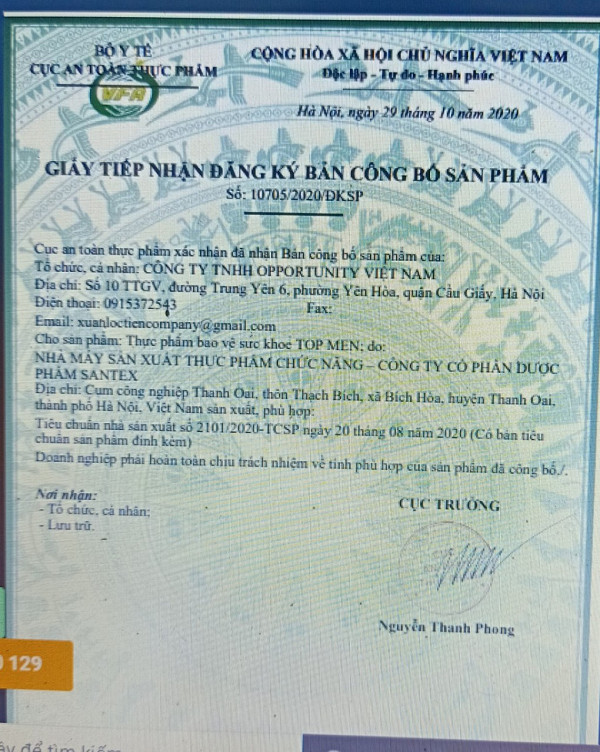 BỘ Y TẾ
CỤC AN TOÀN THỰC PHẨM
VFA
CỘNG HÒA XÃ HỘI CHỦ NGHĨA VIỆT NAM
Độc lập - Tự do - Hạnh phúc
Hà Nội, ngày 29 tháng 10 năm 2020
GIẤY TIẾP NHẬN ĐĂNG KÝ BẢN CÔNG BỐ SẢN PHẨM
Số: 10705/2020/ĐKSP
Cục an toàn thực phẩm xác nhận đã nhận Bản công bố sản phẩm của:
Tổ chức, cá nhân: CÔNG TY TNHH OPPORTUNITY VIỆT NAM
Địa chỉ: Số 10 TTGV, đường Trung Yên 6, phường Yên Hòa, quận Cầu Giấy, Hà Nội
Điện thoại: 0915372543 Fax:
Email: xuanloctiencompany@gmail.com
Cho sản phẩm: Thực phẩm bảo vệ sức khoẻ TOP MEN; do:
NHÀ MÁY SẢN XUẤT THỰC PHẨM CHỨC NĂNG – CÔNG TY CỔ PHẦN DƯỢC
PHẨM SANTEX
Địa chỉ: Cụm công nghiệp Thanh Oai, thôn Thạch Bích, xã Bích Hòa, huyện Thanh Oai,
thành phố Hà Nội, Việt Nam sản xuất, phù hợp:
Tiêu chuẩn nhà sản xuất số 2101/2020-TCSP ngày 20 tháng 08 năm 2020 (Có bản tiêu
chuẩn sản phẩm đính kèm)
Doanh nghiệp phải hoàn toàn chịu trách nhiệm về tính phù hợp của sản phẩm đã công bố./.
Nơi nhận:
- Tổ chức, cá nhân;
- Lưu trữ.
CỤC TRƯỞNG
Nguyễn Thanh Phong
129
để tìm kiếm